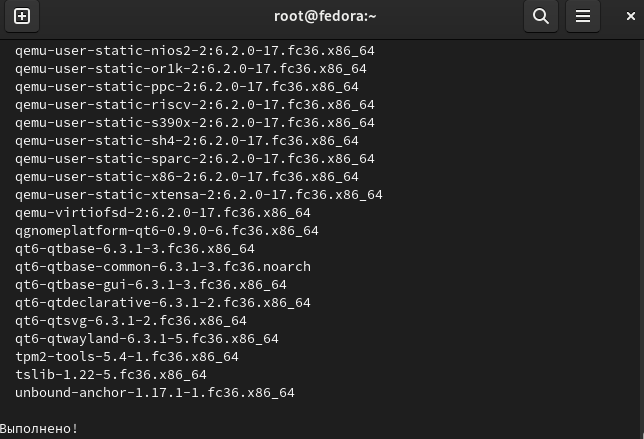 root@fedora:~
qemu-user-static-nios2-2:6.2.0-17.fc36.x86_64
qemu-user-static-or1k-2:6.2.0-17.fc36.x86_64
qemu-user-static-ppc-2:6.2.0-17.fc36.x86_64
qemu-user-static-riscv-2:6.2.0-17.fc36.x86_64
qemu-user-static-s390x-2:6.2.0-17.fc36.x86_64
qemu-user-static-sh4-2:6.2.0-17.fc36.x86_64
qemu-user-static-sparc-2:6.2.0-17.fc36.x86_64
qemu-user-static-x86-2:6.2.0-17.fc36.x86_64
qemu-user-static-xtensa-2:6.2.0-17.fc36.x86_64
qemu-virtiofsd-2:6.2.0-17.fc36.x86_64
qgnomeplatform-qt6-0.9.0-6.fc36.x86_64
qt6-qtbase-6.3.1-3.fc36.x86_64
qt6-qtbase-common-6.3.1-3.fc36.noarch
qt6-qtbase-gui-6.3.1-3.fc36.x86_64
qt6-qtdeclarative-6.3.1-2.fc36.x86_64
qt6-qtsvg-6.3.1-2.fc36.x86_64
qt6-qtwayland-6.3.1-5.fc36.x86_64
tpm2-tools-5.4-1.fc36.x86_64
tslib-1.22-5.fc36.x86_64
unbound-anchor-1.17.1-1.fc36.x86_64
Выполнено!